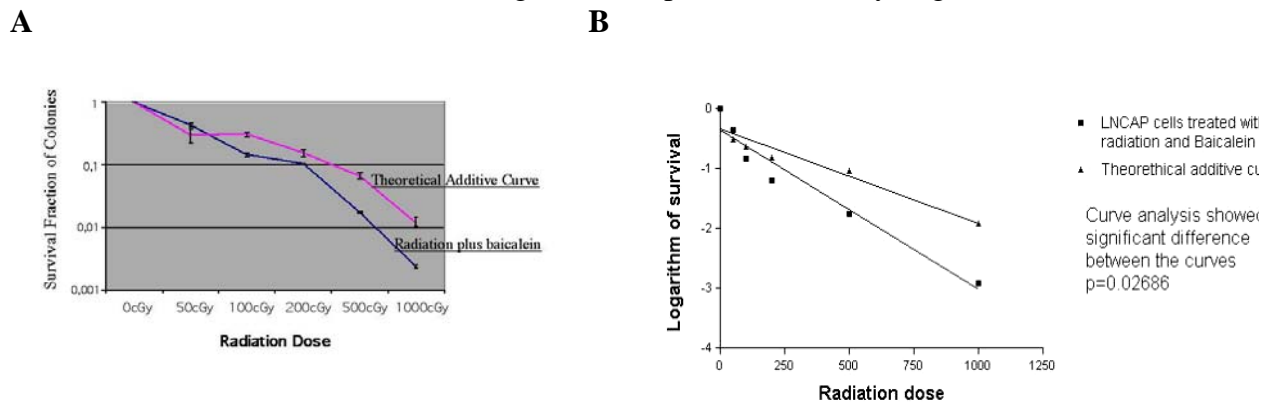 A
B
1
0,1
0,01
0,001
Survival Fraction of Colonies
Theoretical Additive Curve
Radiation plus baicalein
0cGy 50cGy 100cGy 200cGy 500cGy 1000cGy
Radiation Dose
0
-1
-2
-3
-4
Logarithm of survival
0 250 500 750 1000 1250
Radiation dose
LNCAP cells treated
radiation and Baicalein
Theorethical additive
Curve analysis
significant difference
between the curves
p=0.02686